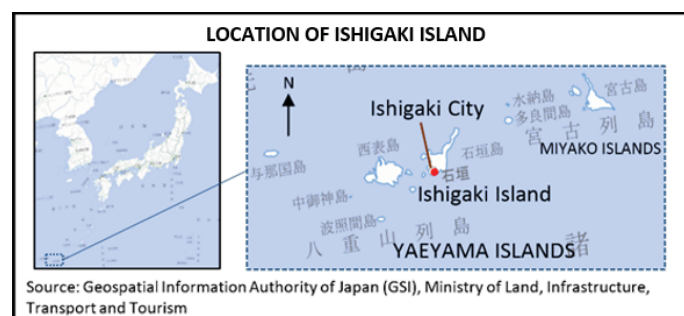 LOCATION OF ISHIGAKI ISLAND
N
宮古島
水納島
多良間島
Ishigaki City
宮古列島
西表島
石垣島
MIYAKO ISLANDS
与那国島
石垣
中御神島
Ishigaki Island
波照間島
八重山列島
YAEYAMA ISLANDS
諸
Source: Geospatial Information Authority of Japan (GSI), Ministry of Land, Infrastructure,
Transport and Tourism